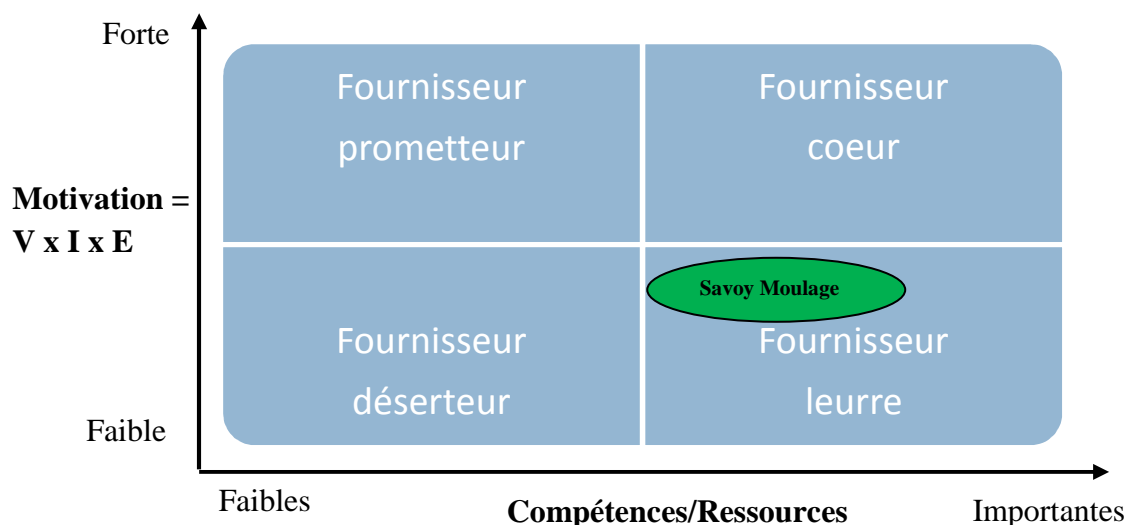 Forte
Fournisseur
prometteur
Fournisseur
coeur
Motivation =
V x I x E
Savoy Moulage
Fournisseur
déserteur
Fournisseur
leurre
Faible
Faibles
Compétences/Ressources
Importantes